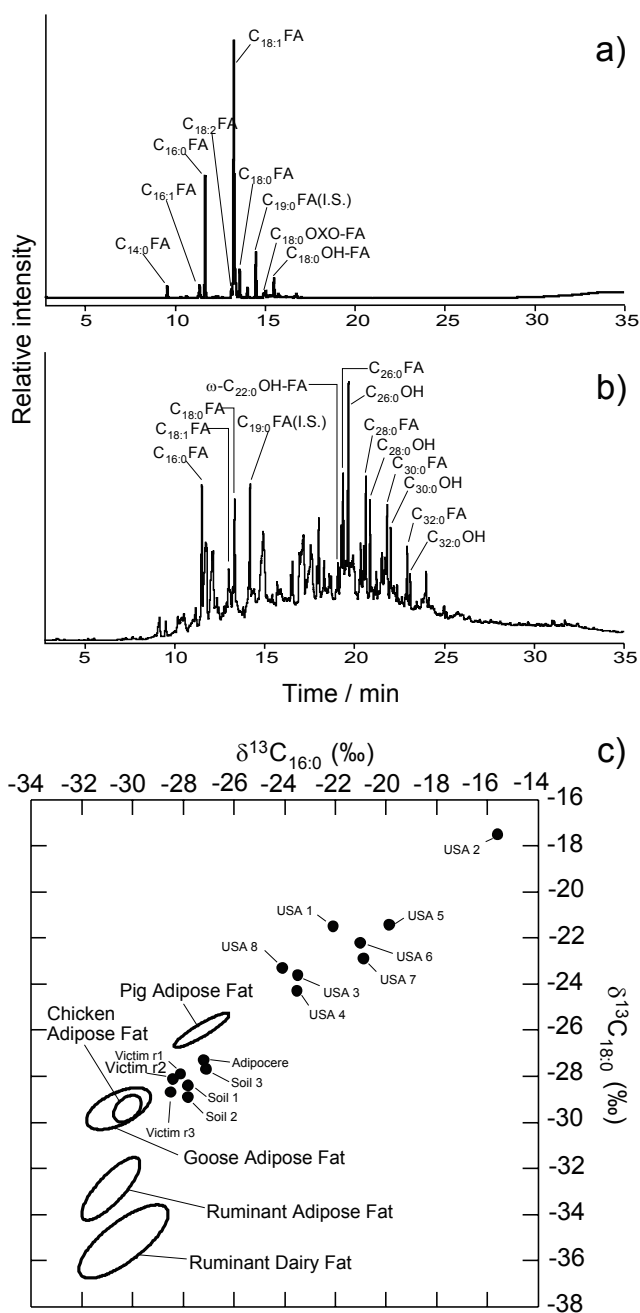 a)
C18:1FA
C18:2FA
C16:0FA
C18:0FA
C16:1FA
C19:0FA(I.S.)
C18:0OXO-FA
C14:0FA
C18:0OH-FA
5 10 15 20 25 30 35
Relative intensity
b)
C26:0FA
ω-C22:0OH-FA
C26:0OH
C18:0FA
C19:0FA(I.S.)
C28:0FA
C18:1FA
C28:0OH
C16:0FA
C30:0FA
C30:0OH
C32:0FA
C32:0OH
5 10 15 20 25 30 35
Time / min
c)
δ13C16:0 (‰)
-34 -32 -30 -28 -26 -24 -22 -20 -18 -16 -14
-16
-18
-20
-22
-24
-26
-28
-30
-32
-34
-36
-38
δ13C18:0 (‰)
USA 2
USA 1
USA 5
USA 6
USA 8
USA 7
USA 3
USA 4
Pig Adipose Fat
Chicken
Adipose Fat
Victim r1
Adipocere
Victim r2
Soil 3
Soil 1
Soil 2
Victim r3
Goose Adipose Fat
Ruminant Adipose Fat
Ruminant Dairy Fat